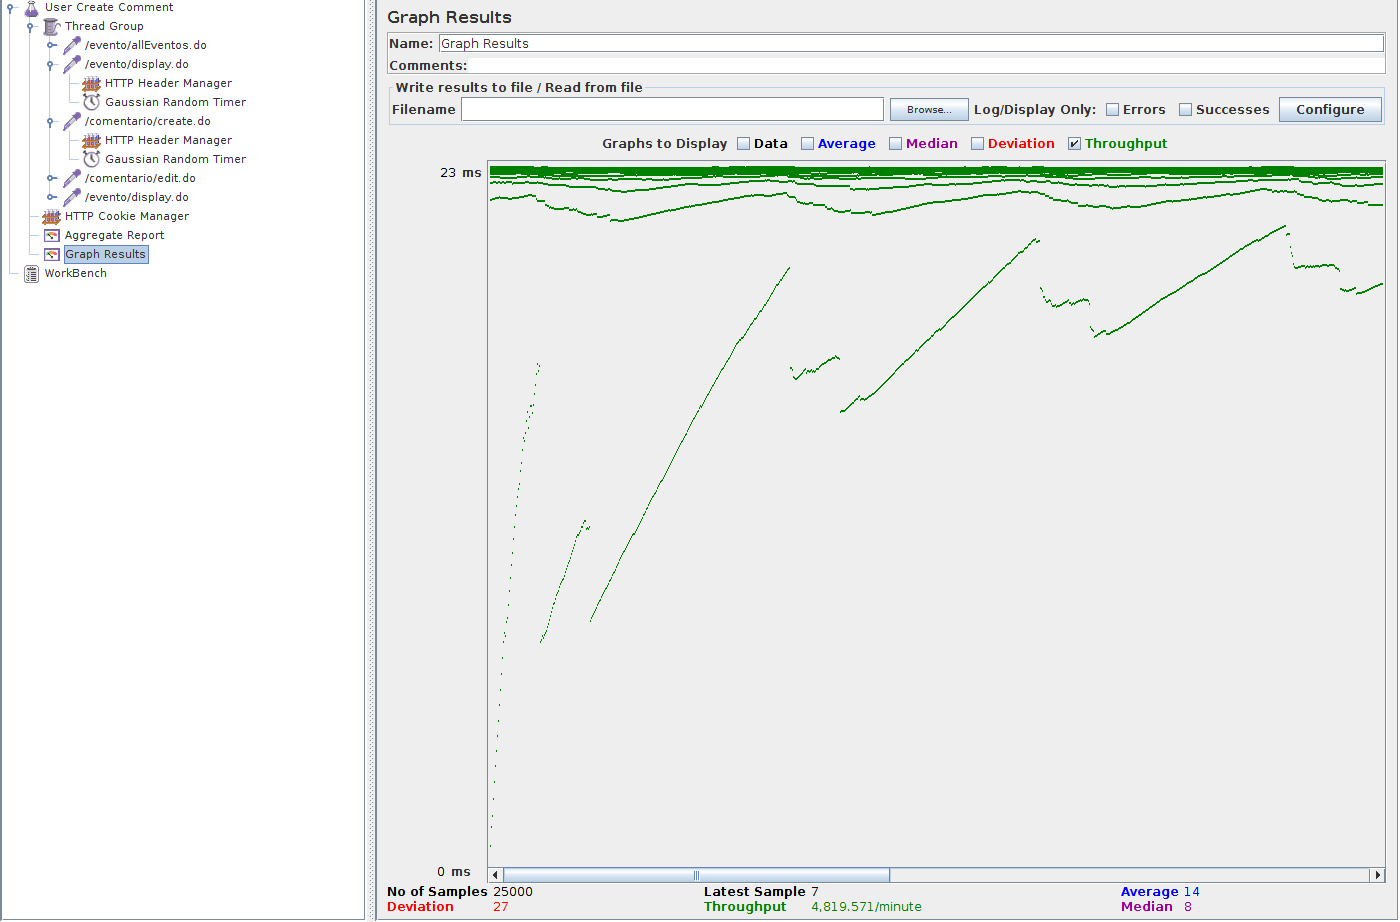 User Create Comment
Thread Group
/evento/allEventos.do
/evento/display.do
HTTP Header Manager
Gaussian Random Timer
/comentario/create.do
HTTP Header Manager
Gaussian Random Timer
/comentario/edit.do
/evento/display.do
HTTP Cookie Manager
Aggregate Report
Graph Results
WorkBench
Graph Results
Name: Graph Results
Comments:
Write results to file / Read from file
Filename Browse... Log/Display Only: Errors Successes Configure
Graphs to Display Data Average Median Deviation Throughput
23 ms
0 ms
No of Samples 25000 Latest Sample 7 Average 14
Deviation 27 Throughput 4,819.571/minute Median 8